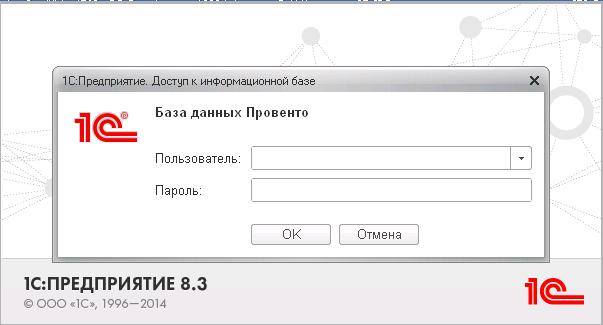 1С:Предприятие. Доступ к информационной базе
1С®
База данных Провенто
Пользователь:
Пароль:
OK
Отмена
1С:ПРЕДПРИЯТИЕ 8.3
© ООО «1С», 1996—2014
1С